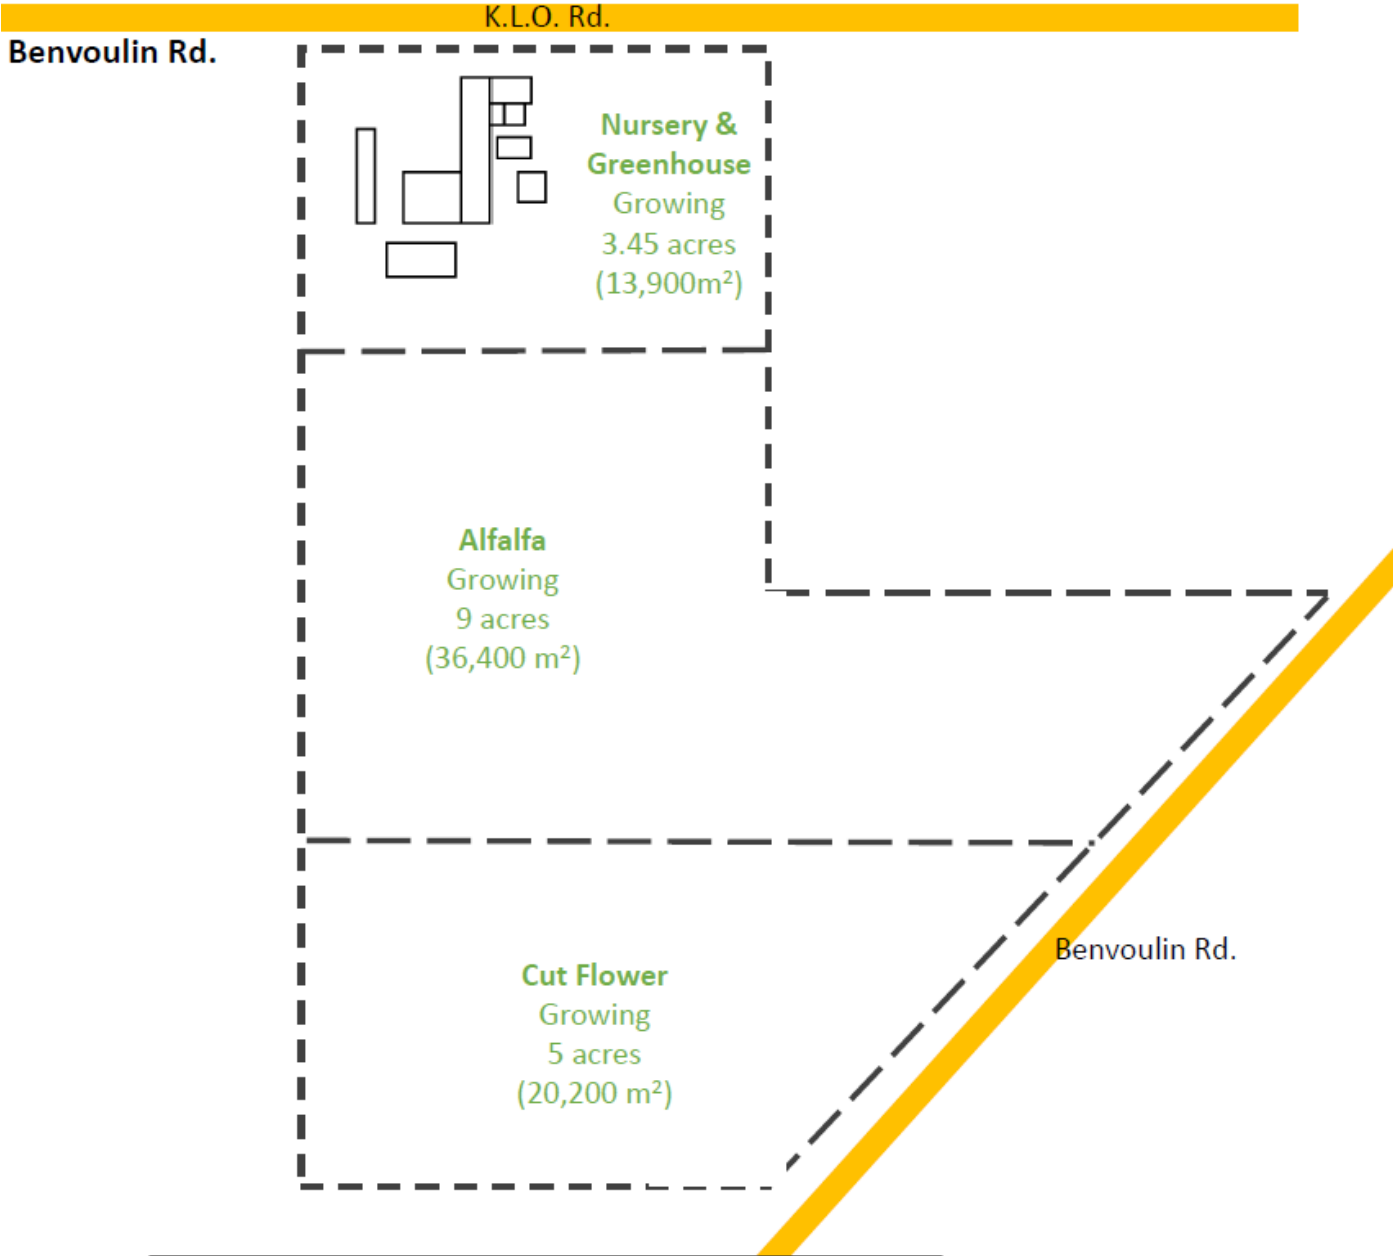 K.L.O. Rd.
Benvoulin Rd.
Nursery &
Greenhouse
Growing
3.45 acres
(13,900m²)
Alfalfa
Growing
9 acres
(36,400 m²)
Benvoulin Rd.
Cut Flower
Growing
5 acres
(20,200 m²)